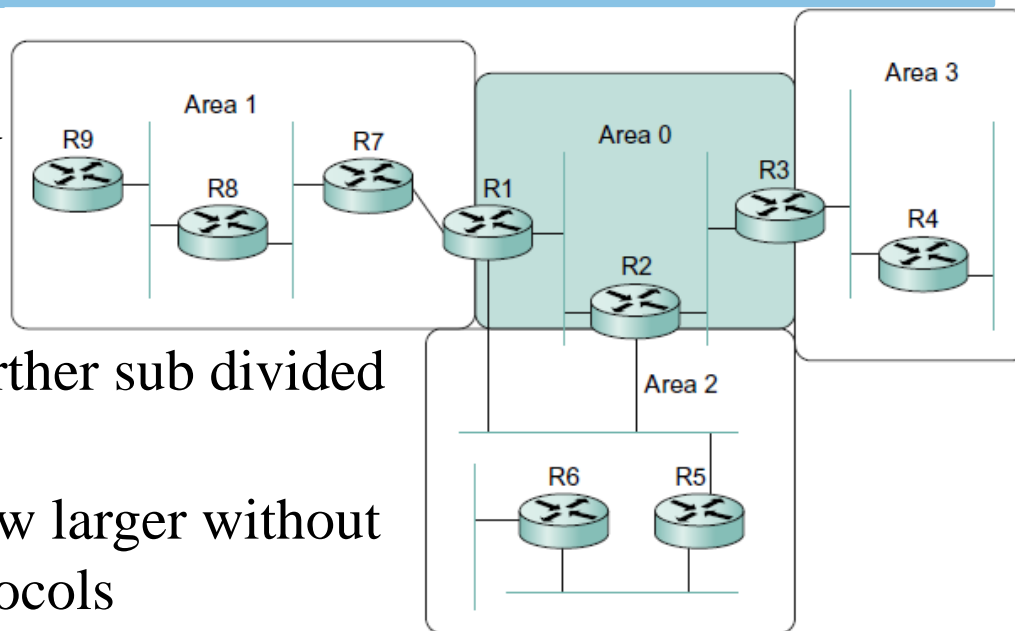 Area 3
Area 1
Area 0
R9
R7
R3
R8
R1
R4
R2
rther sub divided
Area 2
R6
R5
w larger without
ocols